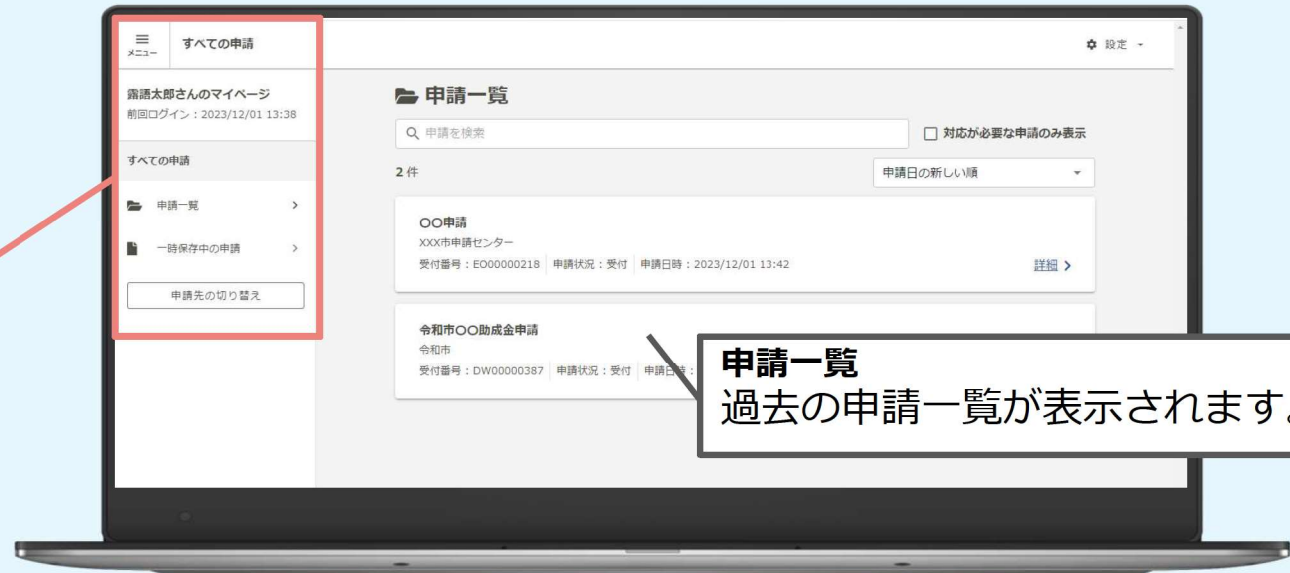 メニュー
すべての申請
設定
露語太郎さんのマイページ
前回ログイン：2023/12/01 13:38
すべての申請
申請一覧
一時保存中の申請
申請先の切り替え
申請一覧
申請を検索
対応が必要な申請のみ表示
2 件
申請日の新しい順
〇〇申請
XXX市申請センター
受付番号：EO00000218 申請状況：受付 申請日時：2023/12/01 13:42
詳細
令和市〇〇助成金申請
令和市
受付番号：DW00000387 申請状況：受付 申請日時：
申請一覧
過去の申請一覧が表示されます。